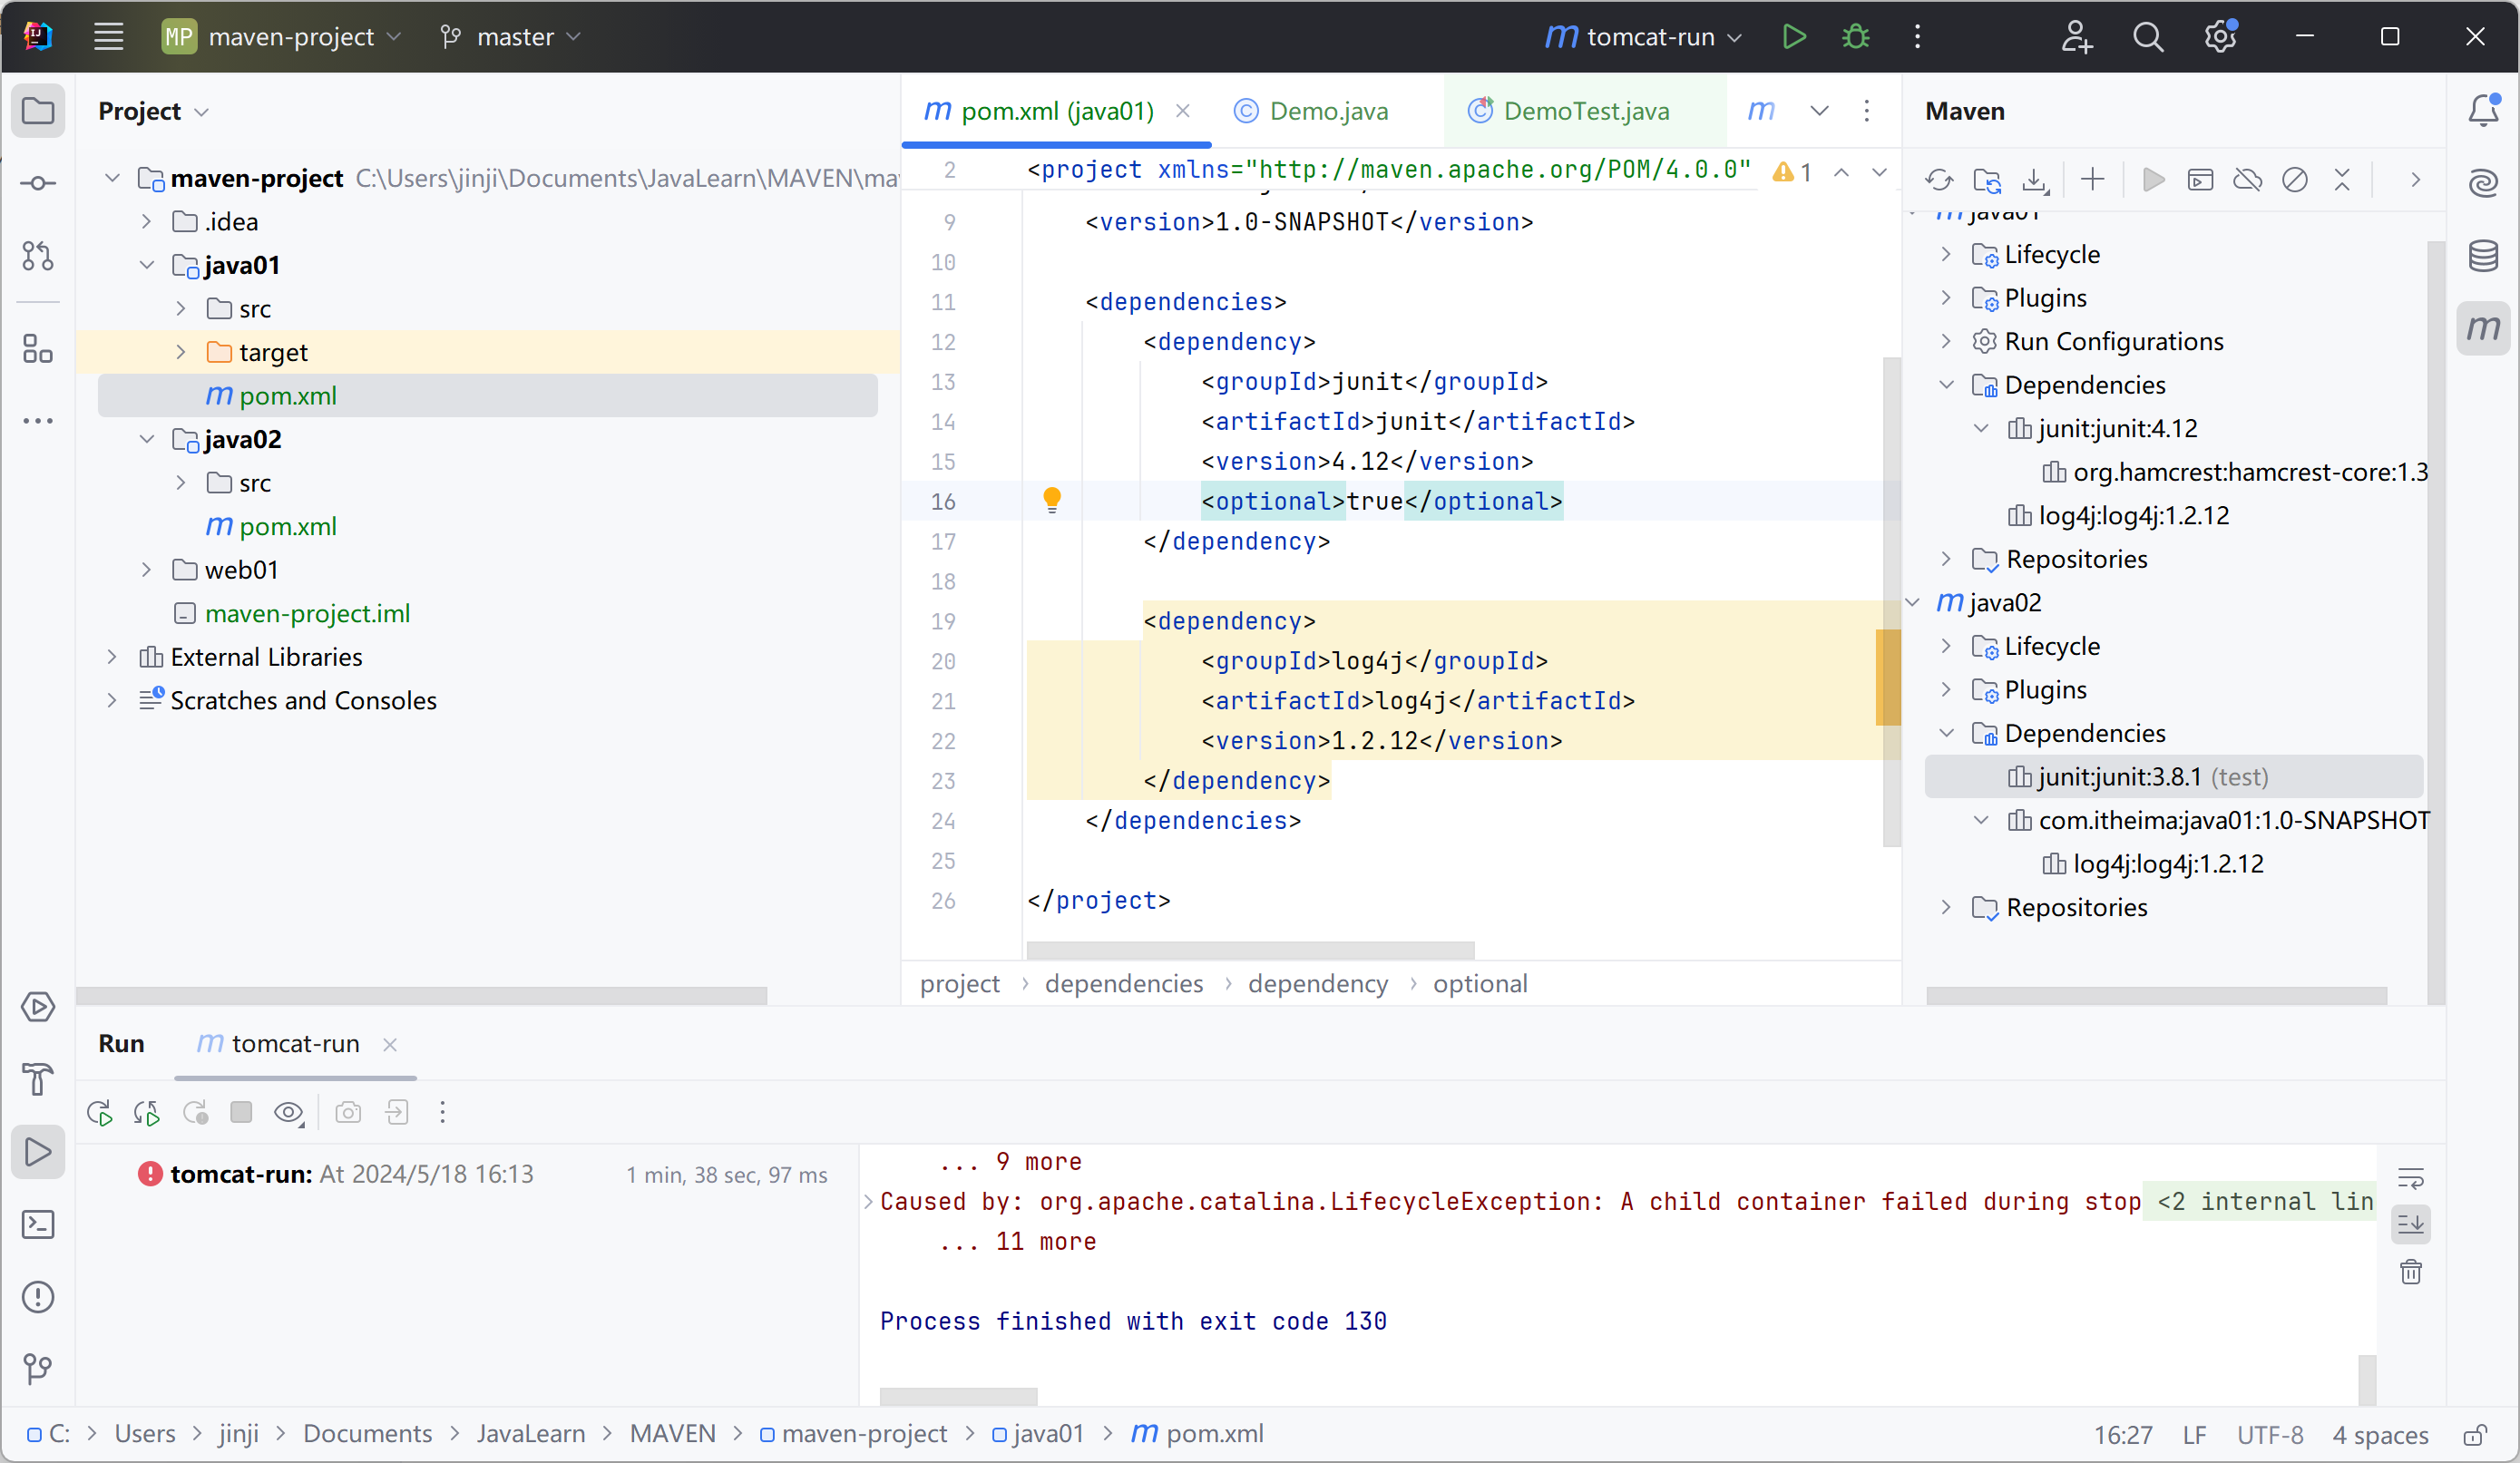 MP maven-project
master
tomcat-run
Project
maven-project C:\Users\jinji\Documents\JavaLearn\MAVEN\ma
.idea
java01
src
target
pom.xml
java02
src
pom.xml
web01
maven-project.iml
External Libraries
Scratches and Consoles
pom.xml (java01)
Demo.java
DemoTest.java
2 <project xmlns="http://maven.apache.org/POM/4.0.0"
1
9 <version>1.0-SNAPSHOT</version>
10
11 <dependencies>
12 <dependency>
13 <groupId>junit</groupId>
14 <artifactId>junit</artifactId>
15 <version>4.12</version>
16 <optional>true</optional>
17 </dependency>
18
19 <dependency>
20 <groupId>log4j</groupId>
21 <artifactId>log4j</artifactId>
22 <version>1.2.12</version>
23 </dependency>
24 </dependencies>
25
26 </project>
project > dependencies > dependency > optional
Maven
java01
Lifecycle
Plugins
Run Configurations
Dependencies
junit:junit:4.12
org.hamcrest:hamcrest-core:1.3
log4j:log4j:1.2.12
Repositories
java02
Lifecycle
Plugins
Dependencies
junit:junit:3.8.1 (test)
com.itheima:java01:1.0-SNAPSHOT
log4j:log4j:1.2.12
Repositories
Run
tomcat-run
tomcat-run: At 2024/5/18 16:13 1 min, 38 sec, 97 ms
... 9 more
Caused by: org.apache.catalina.LifecycleException: A child container failed during stop <2 internal lin
... 11 more
Process finished with exit code 130
C: > Users > jinji > Documents > JavaLearn > MAVEN > maven-project > java01 > pom.xml
16:27 LF UTF-8 4 spaces